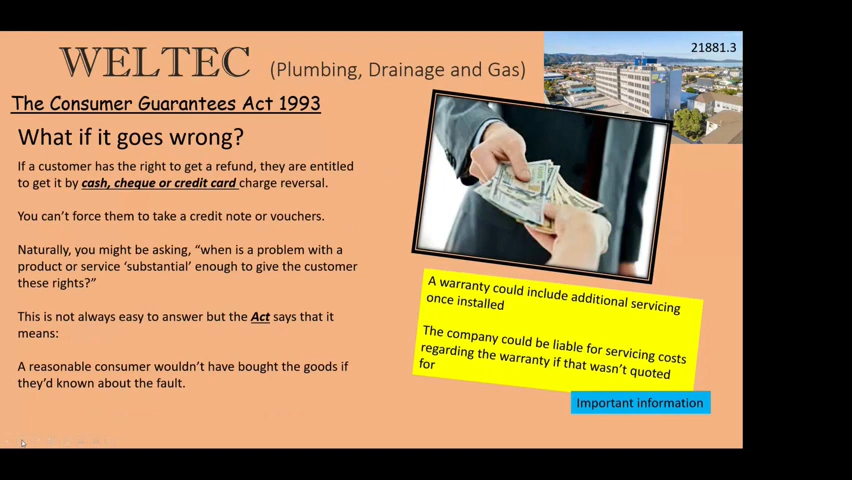 WELTEC (Plumbing, Drainage and Gas)
21881.3
The Consumer Guarantees Act 1993
What if it goes wrong?
If a customer has the right to get a refund, they are entitled
to get it by cash, cheque or credit card charge reversal.
You can’t force them to take a credit note or vouchers.
Naturally, you might be asking, “when is a problem with a
product or service ‘substantial’ enough to give the customer
these rights?”
This is not always easy to answer but the Act says that it
means:
A reasonable consumer wouldn’t have bought the goods if
they’d known about the fault.
A warranty could include additional servicing
once installed
The company could be liable for servicing costs
regarding the warranty if that wasn’t quoted
for
Important information